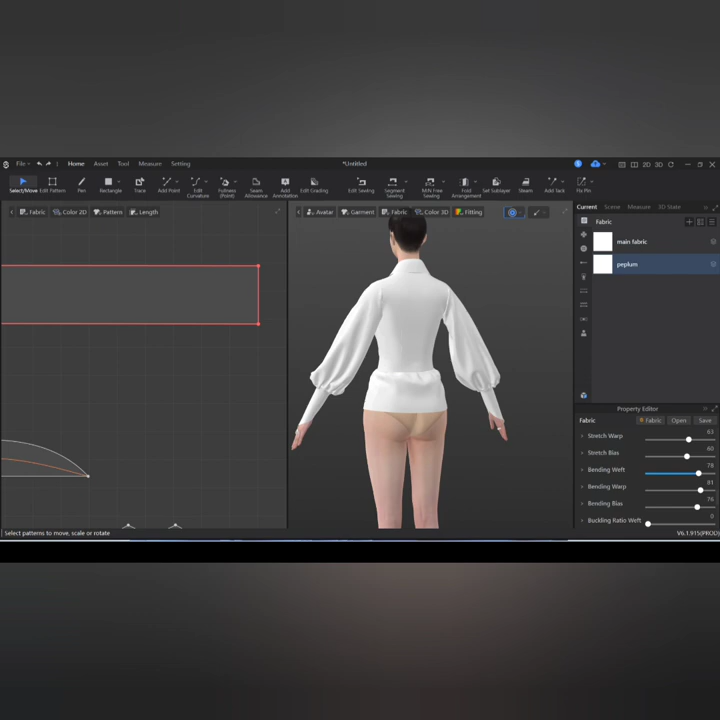 File Home Asset Tool Measure Setting *Untitled S 2D 3D
Select/Move Edit Pattern Pen Rectangle Trace Add Point Edit Curvature Fullness (Point) Seam Allowance Add Annotation Edit Grading Edit Sewing Segment Sewing M:N Free Sewing Fold Arrangement Set Sublayer Steam Add Tack Fix Pin
Fabric Color 2D Pattern Length
Avatar Garment Fabric Color 3D Fitting
Current Scene Measure 3D State
Fabric
main fabric
peplum
Property Editor
Fabric Fabric Open Save
Stretch Warp 63
Stretch Bias 60
Bending Weft 78
Bending Warp 81
Bending Bias 76
Buckling Ratio Weft 0
Select patterns to move, scale or rotate
V6.1.915(PROD)